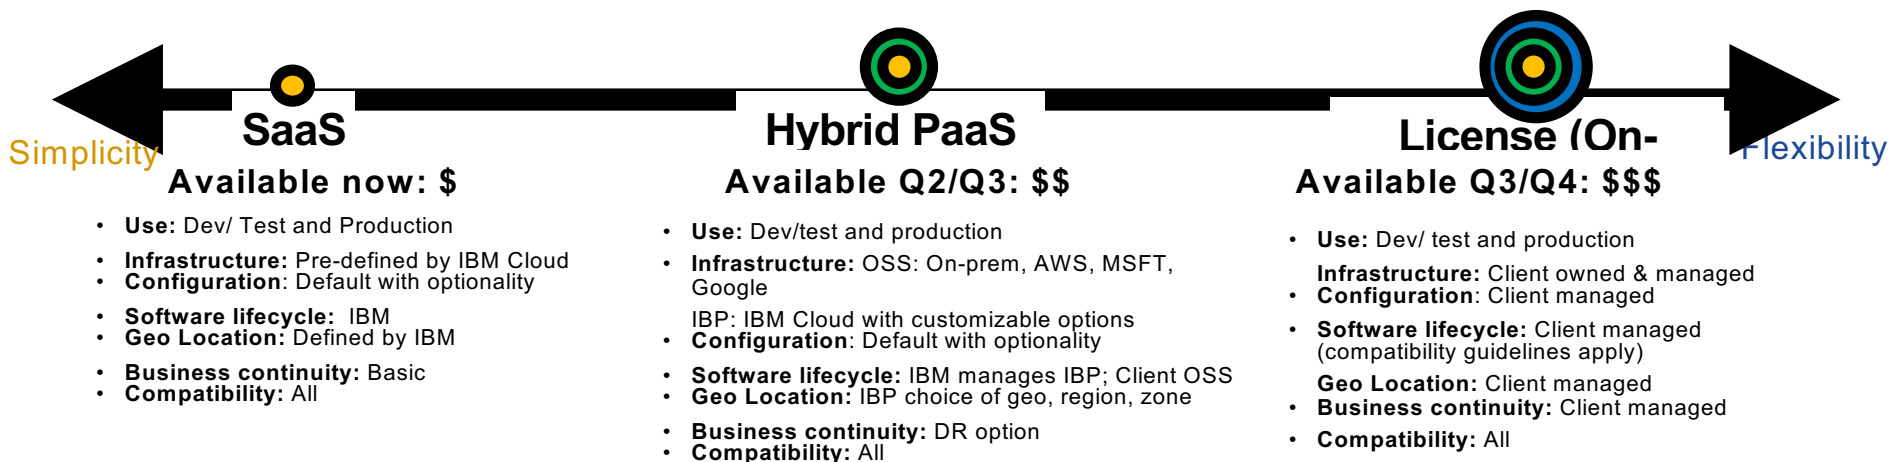 Simplicity
SaaS
Available now: $
• Use: Dev/ Test and Production
• Infrastructure: Pre-defined by IBM Cloud
• Configuration: Default with optionality
• Software lifecycle: IBM
• Geo Location: Defined by IBM
• Business continuity: Basic
• Compatibility: All
Hybrid PaaS
Available Q2/Q3: $$
• Use: Dev/test and production
• Infrastructure: OSS: On-prem, AWS, MSFT,
Google
IBP: IBM Cloud with customizable options
• Configuration: Default with optionality
• Software lifecycle: IBM manages IBP; Client OSS
• Geo Location: IBP choice of geo, region, zone
• Business continuity: DR option
• Compatibility: All
License (On-
Available Q3/Q4: $$$
• Use: Dev/ test and production
Infrastructure: Client owned & managed
• Configuration: Client managed
• Software lifecycle: Client managed
(compatibility guidelines apply)
Geo Location: Client managed
• Business continuity: Client managed
• Compatibility: All
Flexibility